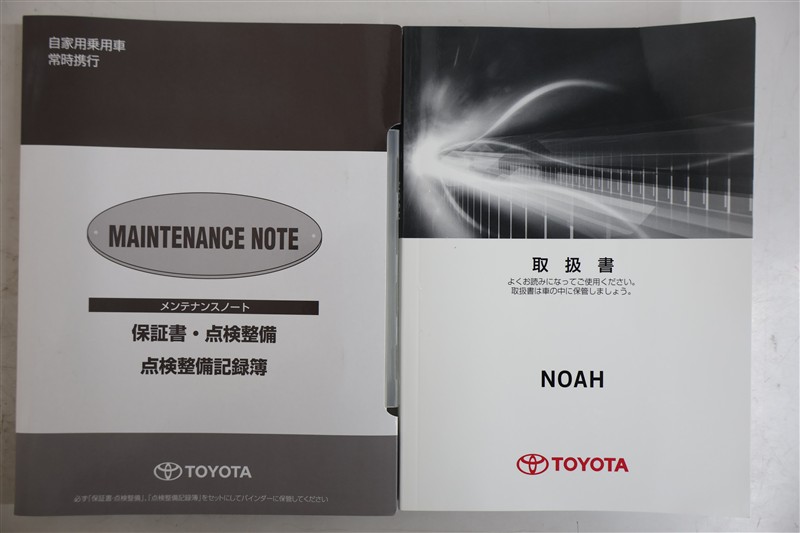 自家用乗用車
常時携行
MAINTENANCE NOTE
メンテナンスノート
保証書・点検整備
点検整備記録簿
TOYOTA
必ず「保証書・点検整備」、「点検整備記録簿」をセットにしてバインダーに保管してください
取扱書
よくお読みになってご使用ください。
取扱書は車の中に保管しましょう。
NOAH
TOYOTA